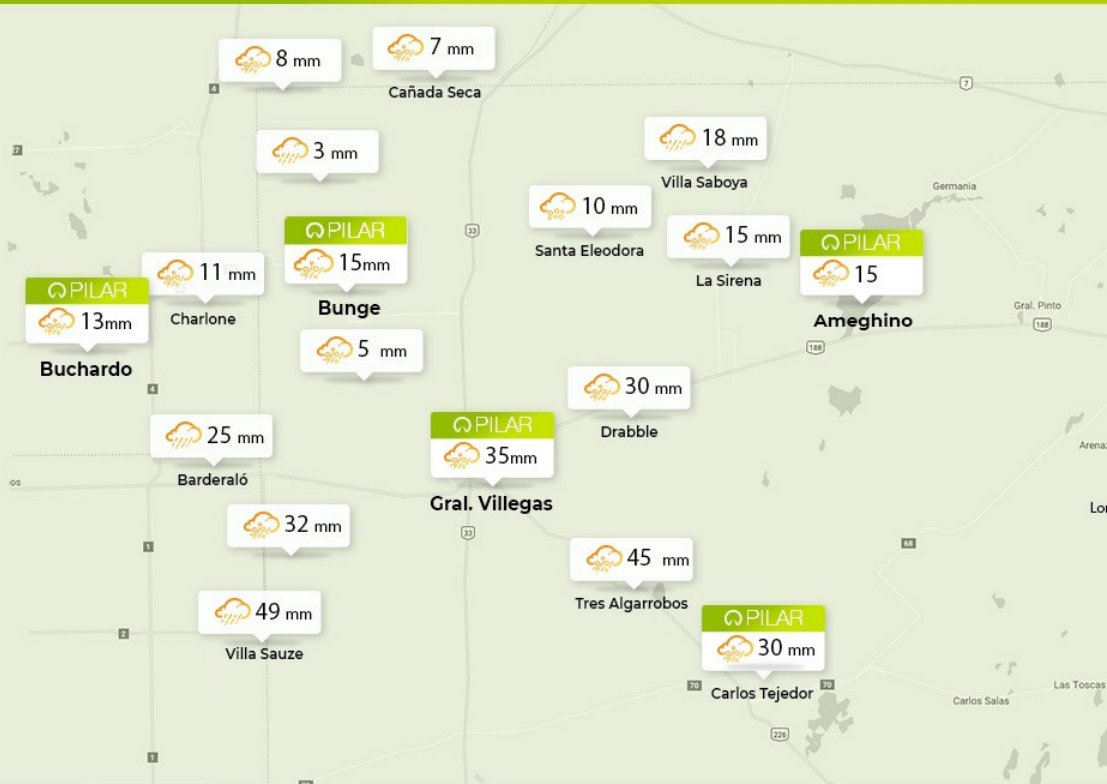 7 mm
Cañada Seca
8 mm
4
7
3 mm
18 mm
Villa Saboya
Germania
10 mm
Santa Eleodora
15 mm
La Sirena
33
PILAR
15mm
Bunge
PILAR
15
Ameghino
11 mm
Charlone
PILAR
13mm
Buchardo
Gral. Pinto
188
188
5 mm
4
30 mm
Drabble
PILAR
35mm
Gral. Villegas
25 mm
Barderaló
os
Arenaz
Lor
32 mm
33
1
68
45 mm
Tres Algarrobos
49 mm
Villa Sauze
2
PILAR
30 mm
Carlos Tejedor
70
70
Las Toscas
Carlos Salas
226
1